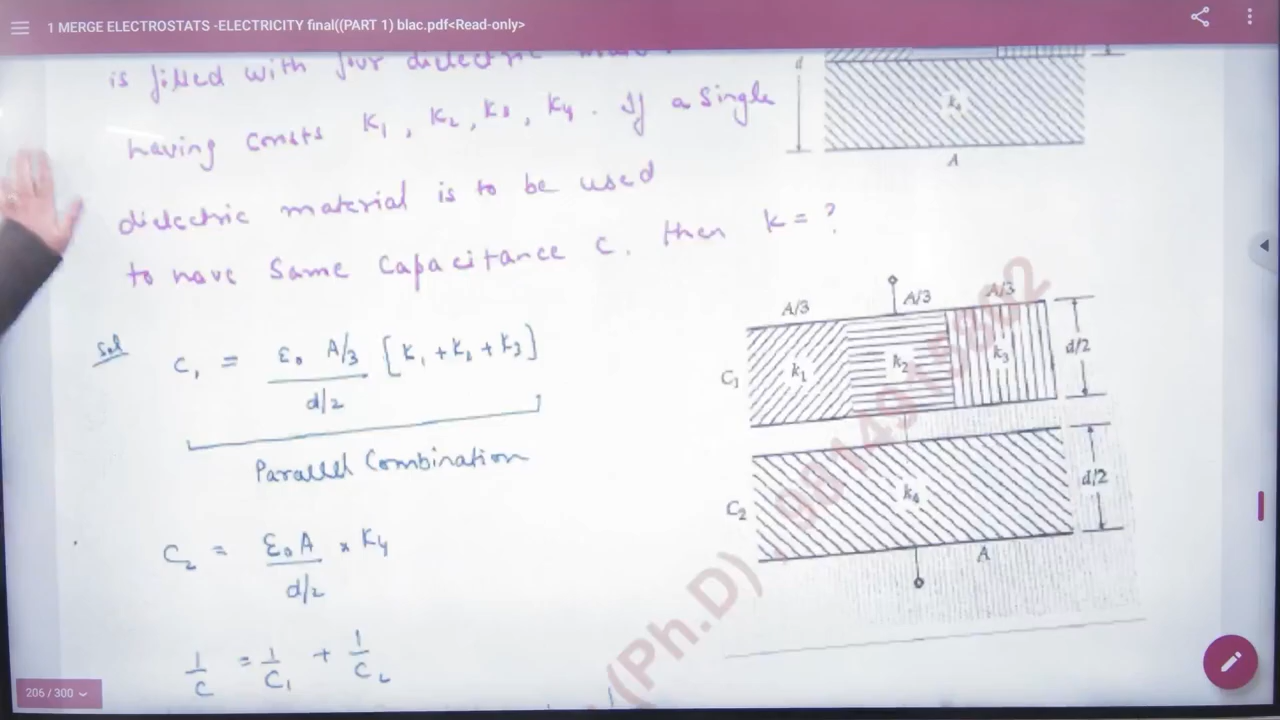 1 MERGE ELECTROSTATS -ELECTRICITY final((PART 1) blac.pdf<Read-only>
is filled with four dielectric
having consts K1, K2, K3, K4. If a single
dielectric material is to be used
to have same capacitance C. then k = ?
d
k4
A
Sol
C1 = ε0 A/3 / d/2 [K1 + K2 + K3]
Parallel Combination
C2 = ε0 A / d/2 × K4
1/C = 1/C1 + 1/C2
A/3 A/3 A/3
C1 k1 k2 k3 d/2
C2 k4 d/2
A
(Ph.D),
206 / 300